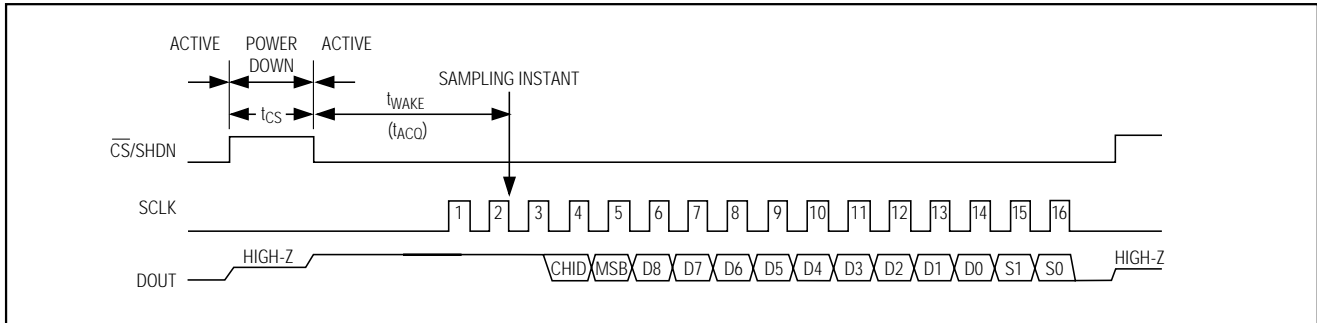 ACTIVE POWER DOWN ACTIVE
SAMPLING INSTANT
tCS
tWAKE
(tACQ)
CS/SHDN
SCLK
1 2 3 4 5 6 7 8 9 10 11 12 13 14 15 16
DOUT
HIGH-Z
CHID MSB D8 D7 D6 D5 D4 D3 D2 D1 D0 S1 S0
HIGH-Z